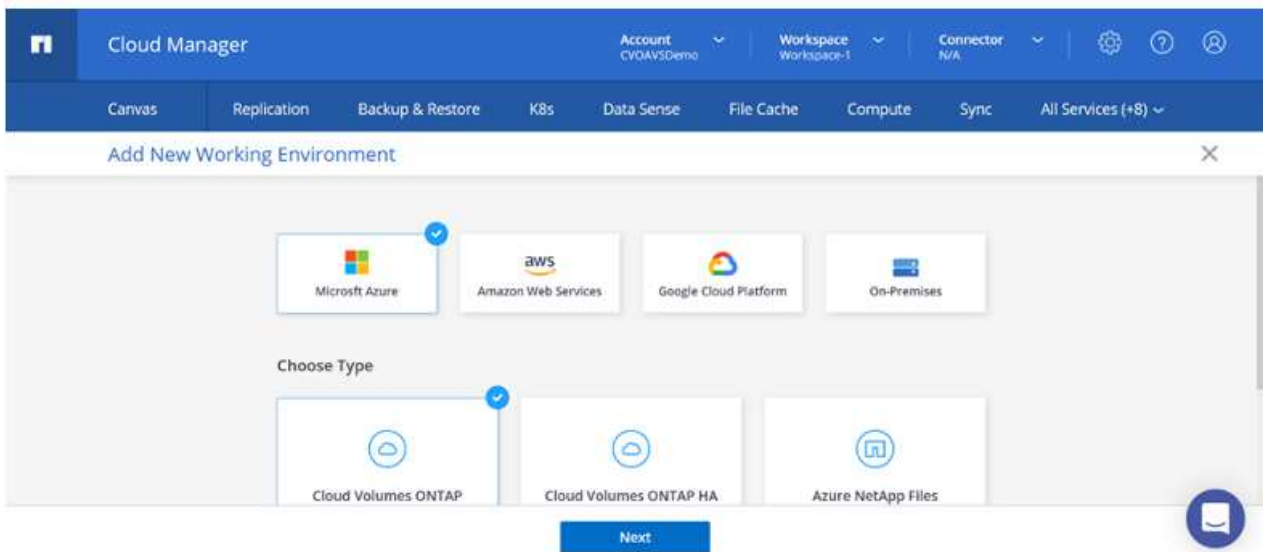 Cloud Manager
Account
CVOAVSDemo
Workspace
Workspace-1
Connector
N/A
Canvas Replication Backup & Restore K8s Data Sense File Cache Compute Sync All Services (+8)
Add New Working Environment
aws
Microsft Azure Amazon Web Services Google Cloud Platform On-Premises
Choose Type
Cloud Volumes ONTAP Cloud Volumes ONTAP HA Azure NetApp Files
Next